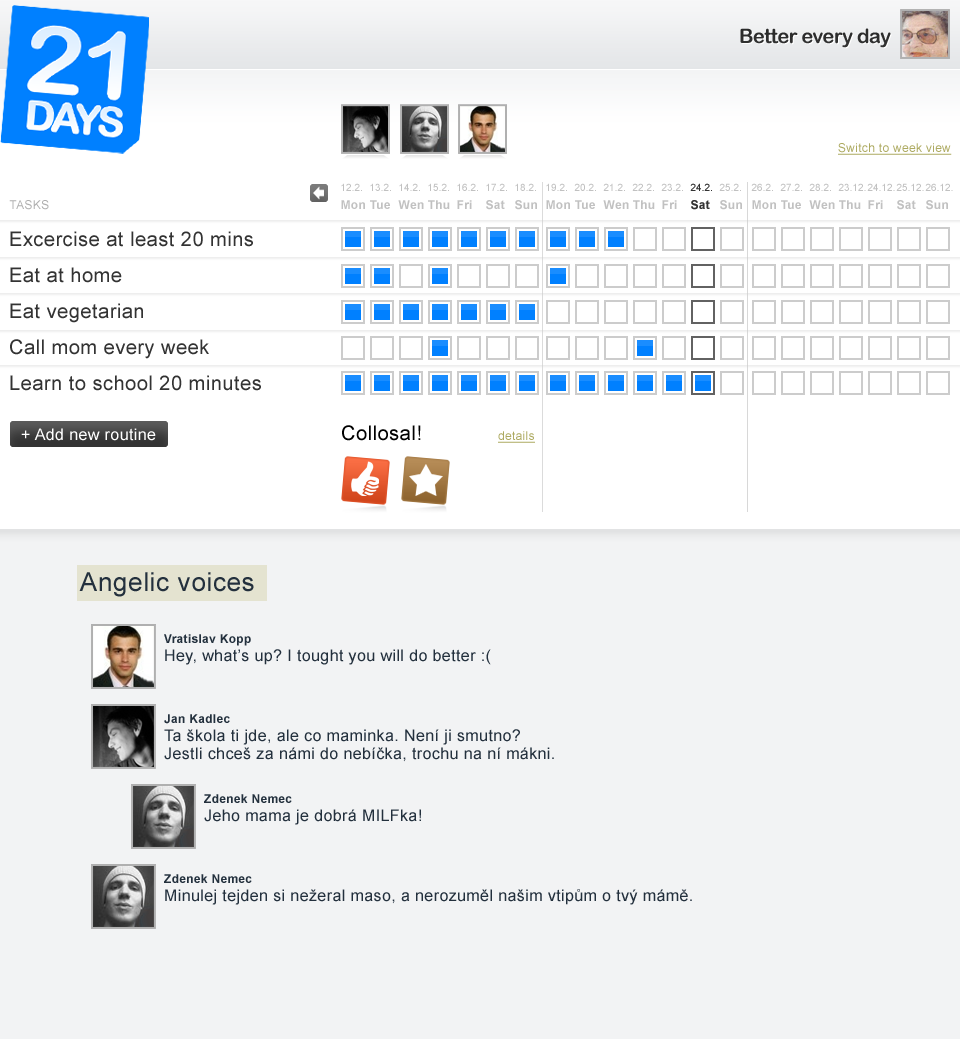 21
DAYS
Better every day
Switch to week view
TASKS
12.2. 13.2. 14.2. 15.2. 16.2. 17.2. 18.2. 19.2. 20.2. 21.2. 22.2. 23.2. 24.2. 25.2. 26.2. 27.2. 28.2. 23.12. 24.12. 25.12. 26.12.
Mon Tue Wen Thu Fri Sat Sun Mon Tue Wen Thu Fri Sat Sun Mon Tue Wen Thu Fri Sat Sun
Excercise at least 20 mins
Eat at home
Eat vegetarian
Call mom every week
Learn to school 20 minutes
+ Add new routine
Collosal!
details
Angelic voices
Vratislav Kopp
Hey, what's up? I tought you will do better :(
Jan Kadlec
Ta škola ti jde, ale co maminka. Není ji smutno?
Jestli chceš za námi do nebíčka, trochu na ní mákni.
Zdenek Nemec
Jeho mama je dobrá MILFka!
Zdenek Nemec
Minulej tejden si nežeral maso, a nerozuměl našim vtipům o tvý mámě.